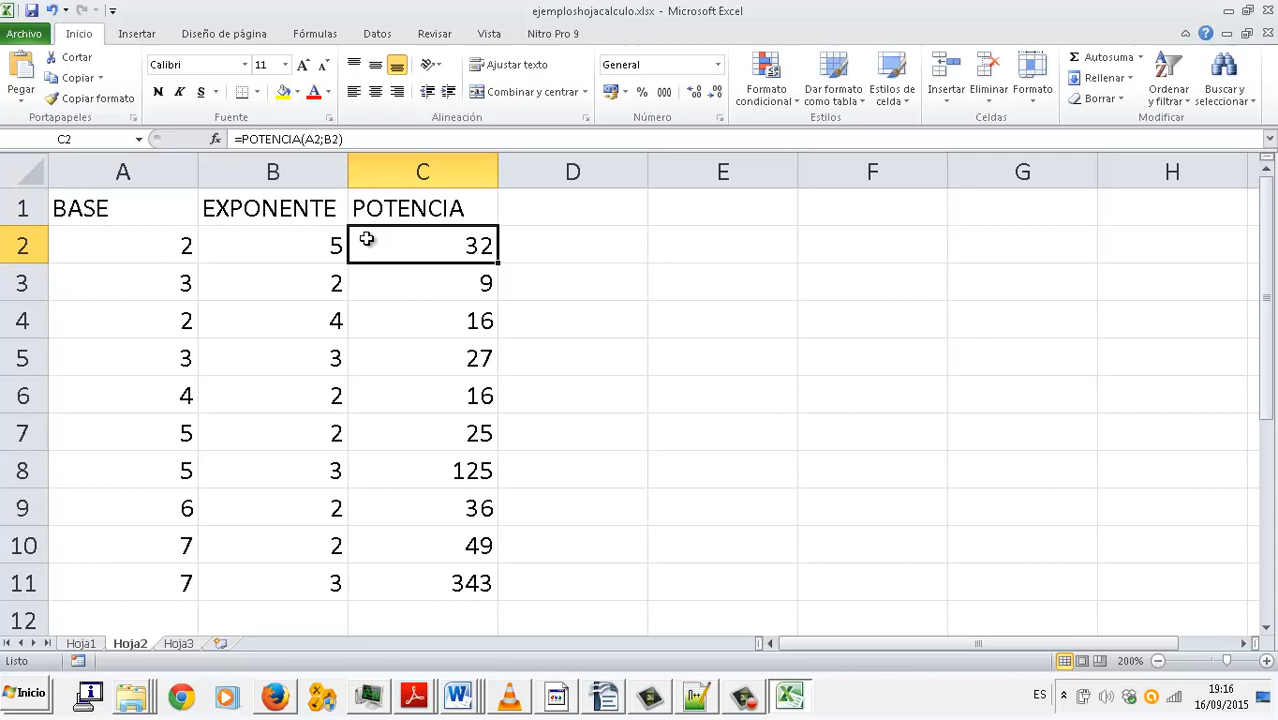 ejemploshojacalculo.xlsx - Microsoft Excel
Archivo Inicio Insertar Diseño de página Fórmulas Datos Revisar Vista Nitro Pro 9
Pegar
Cortar
Copiar
Copiar formato
Portapapeles
Calibri 11
N K S
Fuente
Ajustar texto
Combinar y centrar
Alineación
General
% 000
Número
Formato condicional
Dar formato como tabla
Estilos de celda
Estilos
Insertar
Eliminar
Formato
Celdas
Autosuma
Rellenar
Borrar
Ordenar y filtrar
Buscar y seleccionar
Modificar
C2 fx =POTENCIA(A2;B2)
A B C D E F G H
1 BASE EXPONENTE POTENCIA
2 2 5 32
3 3 2 9
4 2 4 16
5 3 3 27
6 4 2 16
7 5 2 25
8 5 3 125
9 6 2 36
10 7 2 49
11 7 3 343
12
Hoja1 Hoja2 Hoja3
Listo 200%
Inicio ES 19:16
16/09/2015